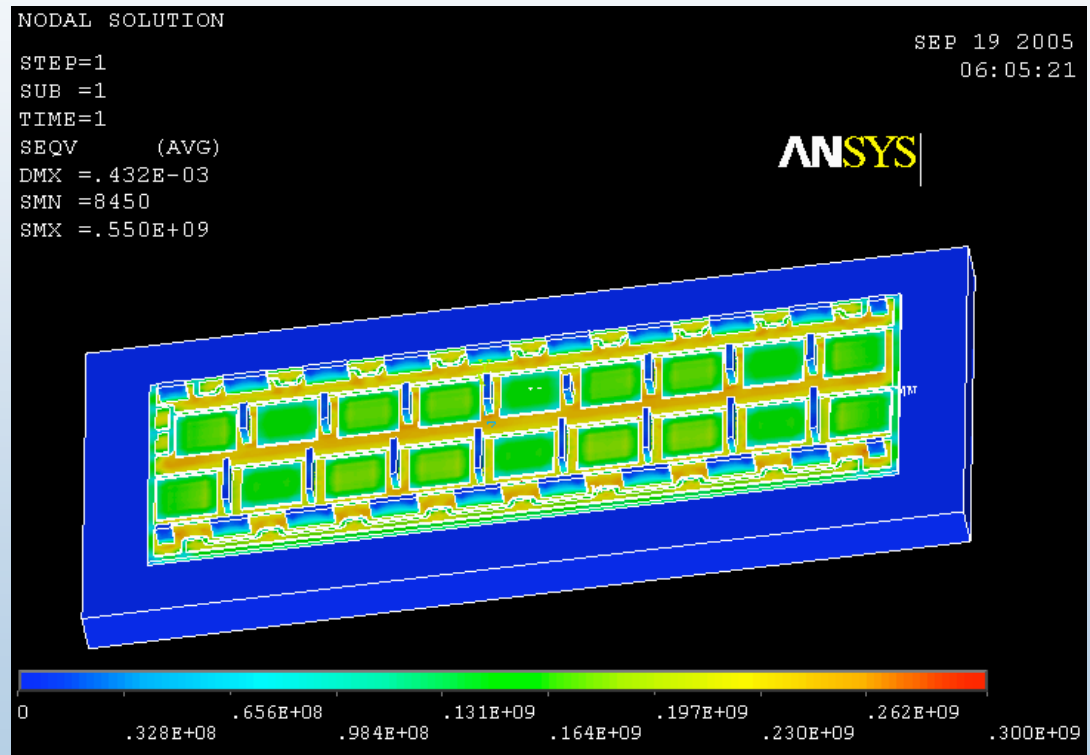 NODAL SOLUTION
SEP 19 2005
06:05:21
STEP=1
SUB =1
TIME=1
SEQV (AVG)
DMX =.432E-03
SMN =8450
SMX =.550E+09
ANSYS
MN
0 .656E+08 .131E+09 .197E+09 .262E+09
.328E+08 .984E+08 .164E+09 .230E+09 .300E+09